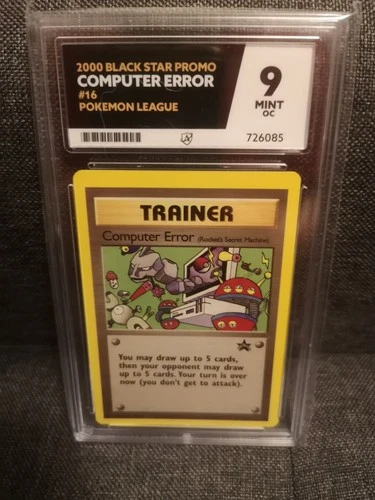 2000 BLACK STAR PROMO
COMPUTER ERROR
#16
POKEMON LEAGUE
9
MINT
OC
726085
TRAINER
Computer Error (Rocket's Secret Machine)
You may draw up to 5 cards,
then your opponent may draw
up to 5 cards. Your turn is over
now (you don't get to attack).